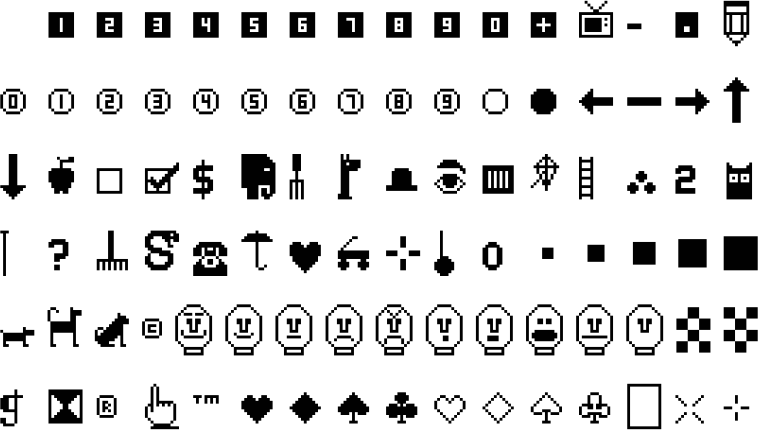 1 2 3 4 5 6 7 8 9 0 + - .
⓪ ① ② ③ ④ ⑤ ⑥ ⑦ ⑧ ⑨ ← — → ↑
↓ $ 2
? 0
©
® ™